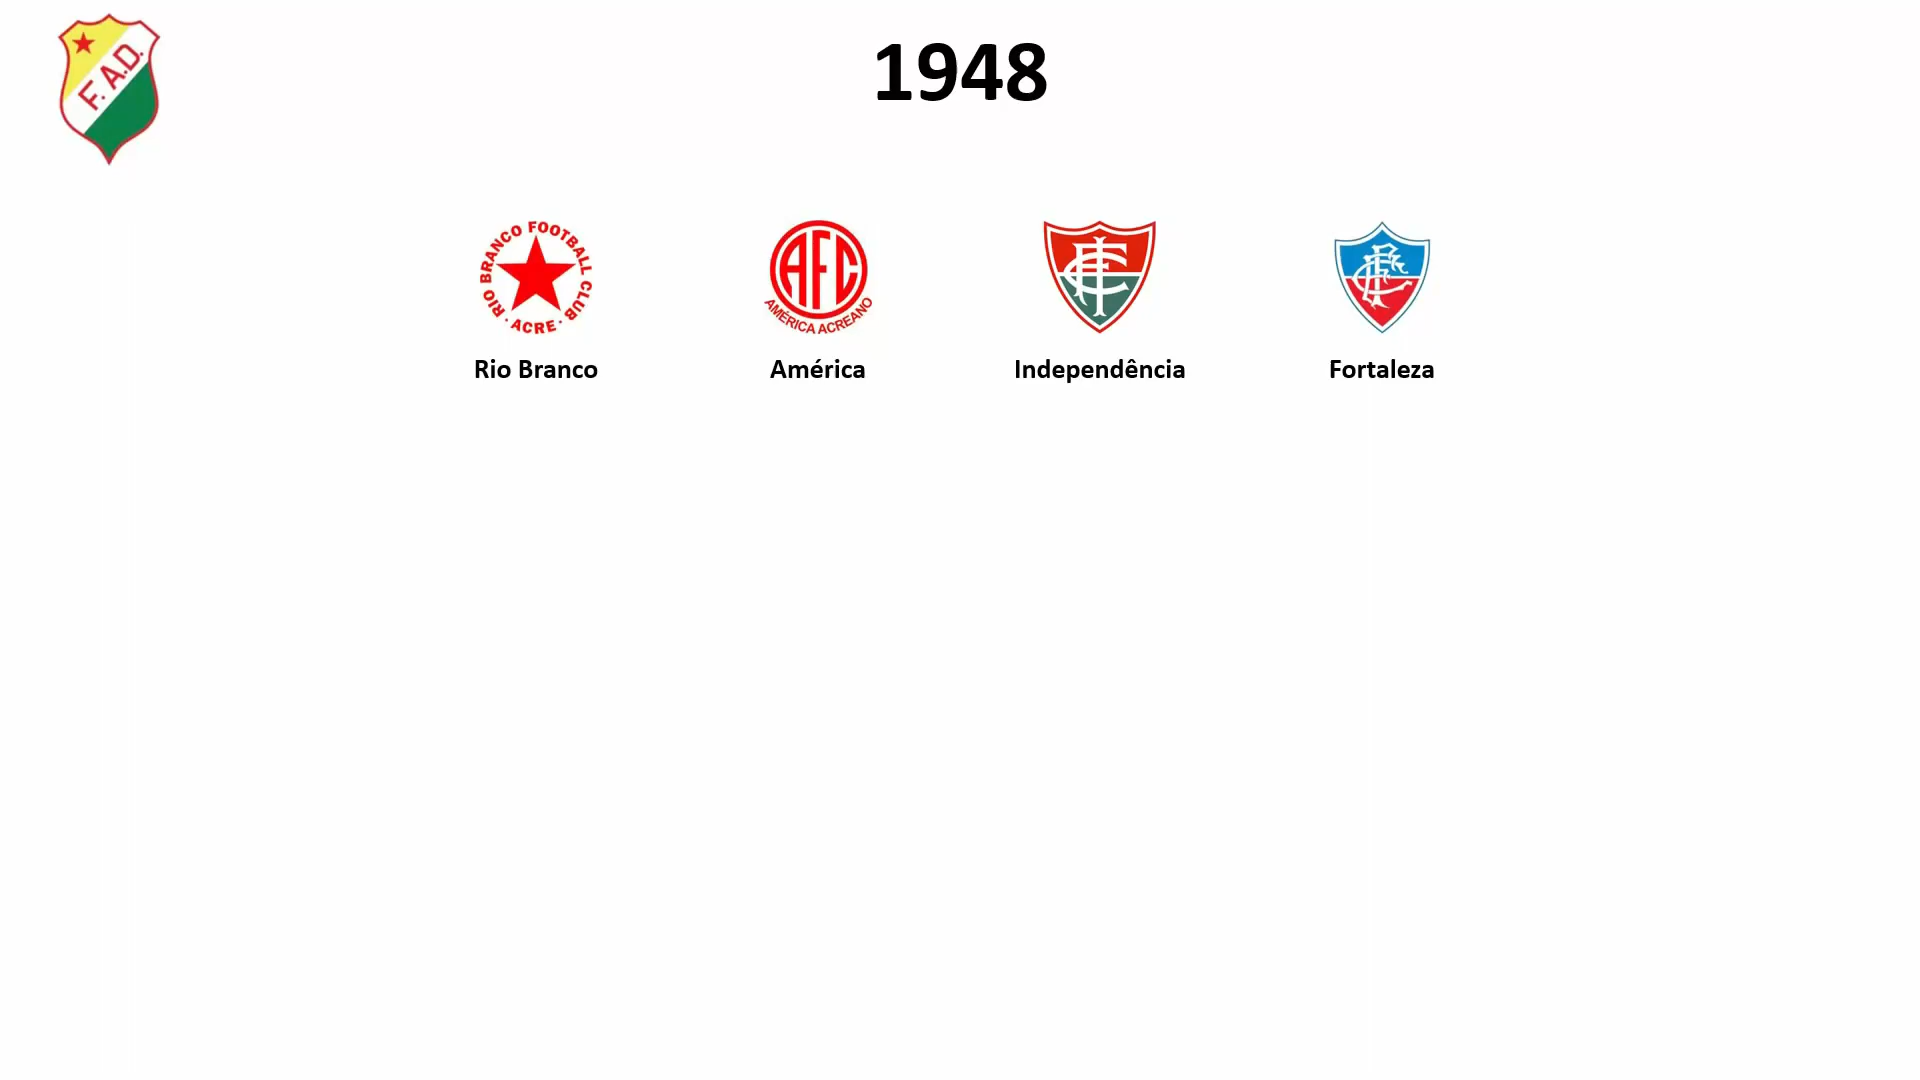 F.A.D.
1948
RIO BRANCO FOOTBALL CLUB
· ACRE ·
AFC
AMÉRICA ACREANO
Rio Branco
América
Independência
Fortaleza